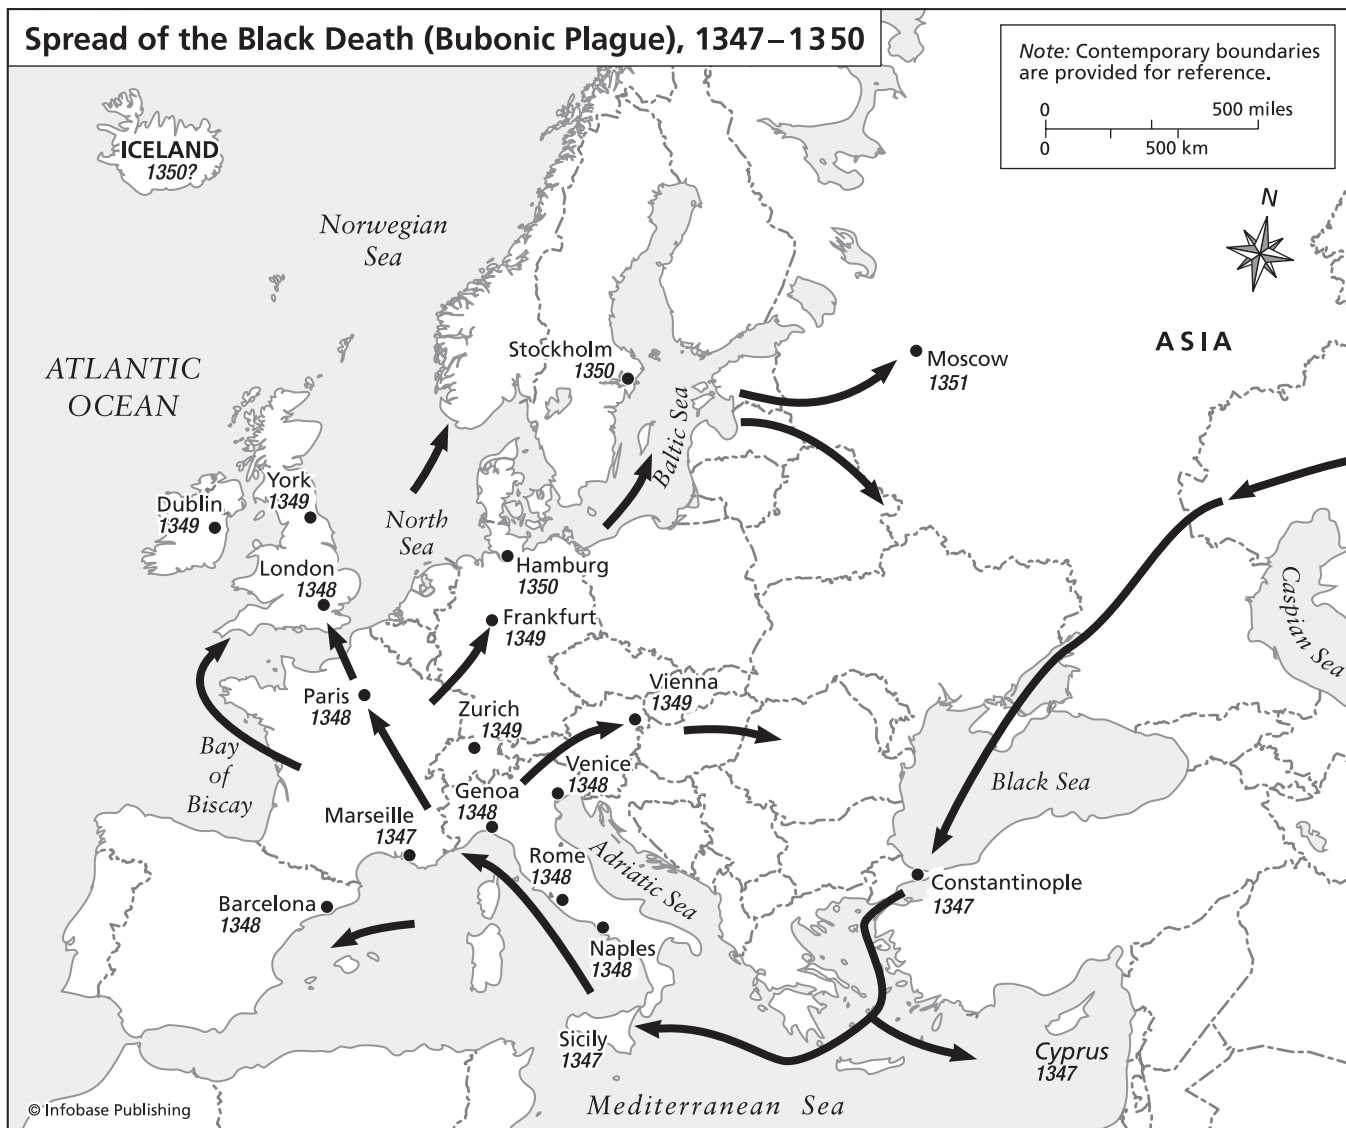 Spread of the Black Death (Bubonic Plague), 1347–1350
Note: Contemporary boundaries
are provided for reference.
0 500 miles
0 500 km
N
ICELAND
1350?
Norwegian
Sea
ATLANTIC
OCEAN
ASIA
Stockholm
1350
Moscow
1351
Baltic Sea
York
1349
Dublin
1349
North
Sea
London
1348
Hamburg
1350
Frankfurt
1349
Caspian Sea
Paris
1348
Vienna
1349
Zurich
1349
Bay
of
Biscay
Venice
1348
Genoa
1348
Black Sea
Marseille
1347
Rome
1348
Adriatic Sea
Constantinople
1347
Barcelona
1348
Naples
1348
Sicily
1347
Cyprus
1347
Mediterranean Sea
© Infobase Publishing